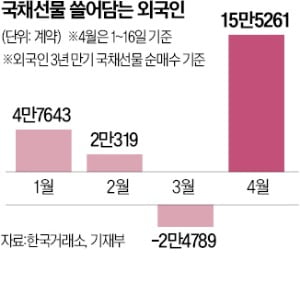 국채선물 쓸어담는 외국인
(단위: 계약) ※4월은 1~16일 기준
※외국인 3년 만기 국채선물 순매수 기준
15만5261
4만7643
2만319
1월
2월
3월
4월
-2만4789
자료:한국거래소, 기재부